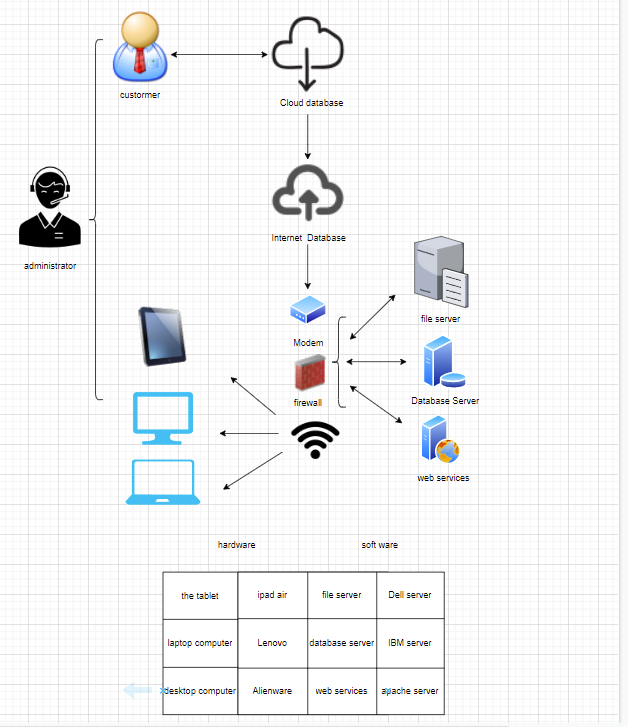 custormer
Cloud database
Internet Database
administrator
file server
Modem
firewall
Database Server
web services
hardware
soft ware
the tablet
ipad air
file server
Dell server
laptop computer
Lenovo
database server
IBM server
desktop computer
Alienware
web services
apache server